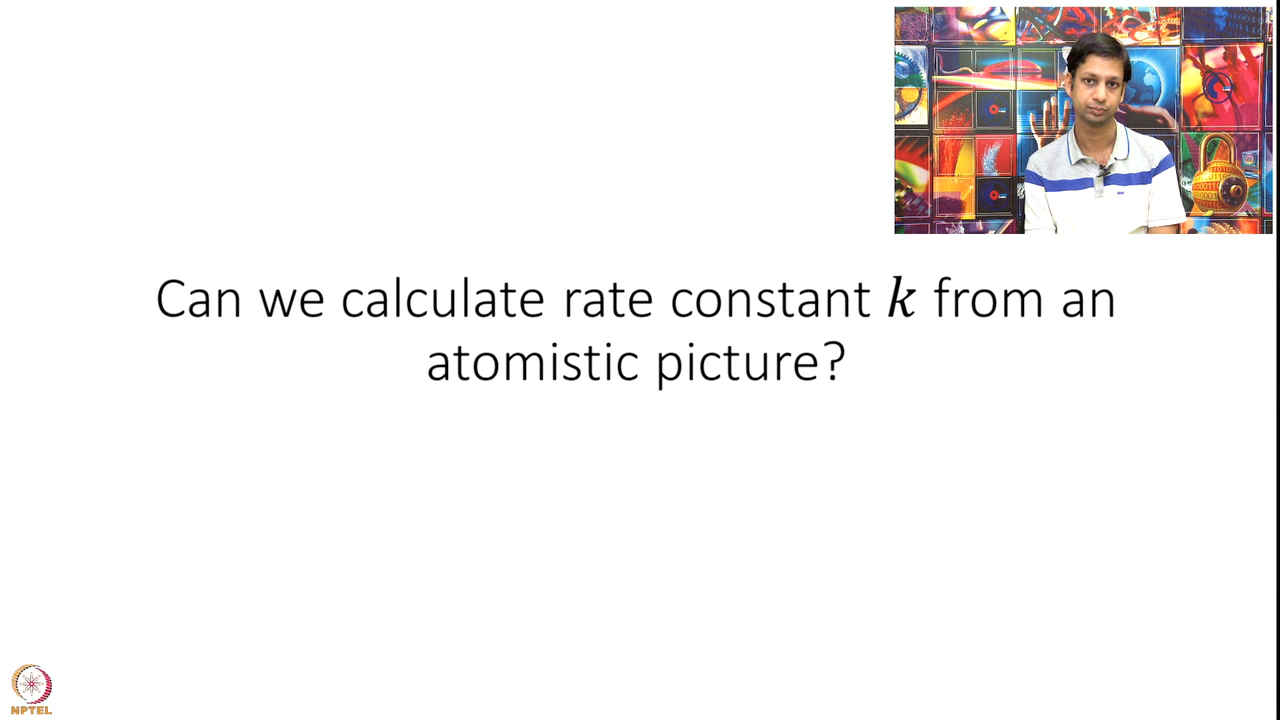 Can we calculate rate constant k from an
atomistic picture?
NPTEL